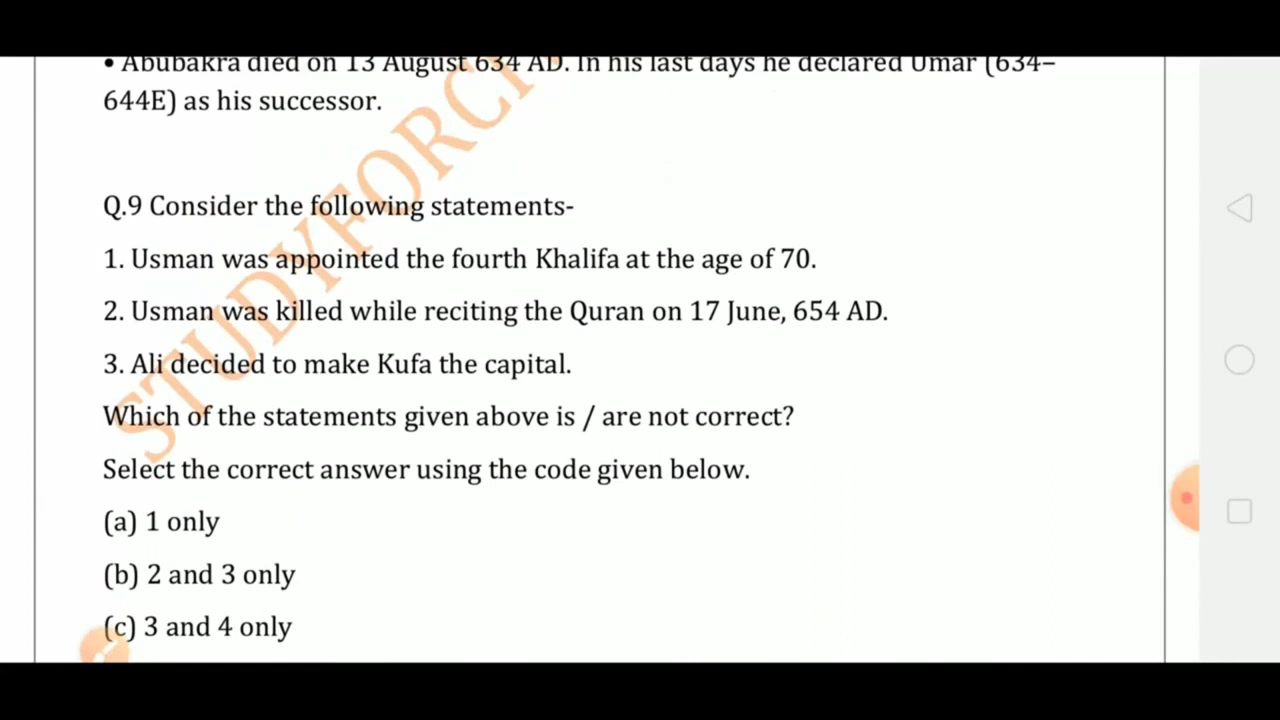 • Abubakra died on 13 August 634 AD. In his last days he declared Umar (634–
644E) as his successor.
Q.9 Consider the following statements-
1. Usman was appointed the fourth Khalifa at the age of 70.
2. Usman was killed while reciting the Quran on 17 June, 654 AD.
3. Ali decided to make Kufa the capital.
Which of the statements given above is / are not correct?
Select the correct answer using the code given below.
(a) 1 only
(b) 2 and 3 only
(c) 3 and 4 only
STUDYFORCI